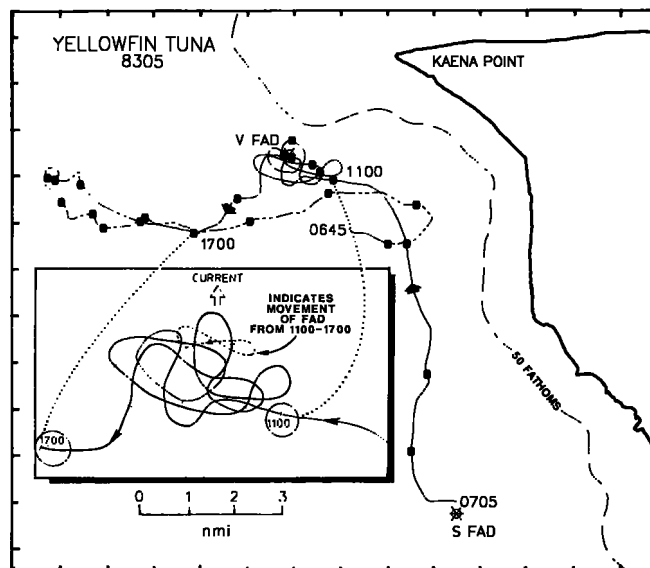 YELLOWFIN TUNA
8305
KAENA POINT
V FAD
1100
0645
1700
CURRENT
INDICATES
MOVEMENT
OF FAD
FROM 1100-1700
1700
1100
50 FATHOMS
0 1 2 3
nmi
0705
S FAD